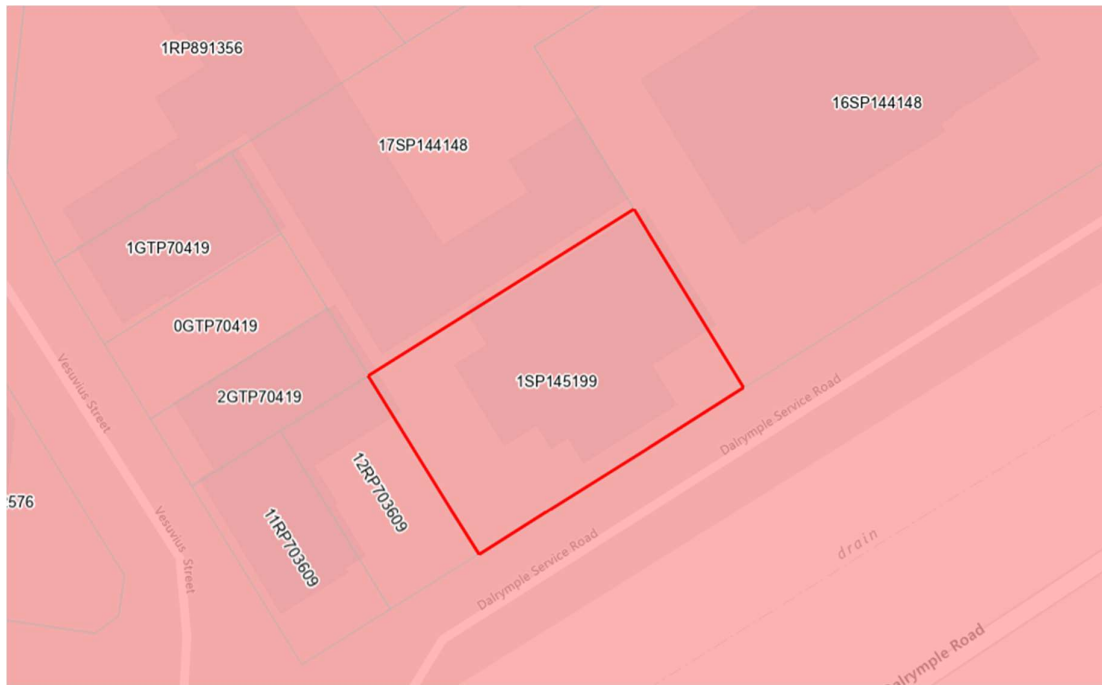 1RP891356
16SP144148
17SP144148
1GTP70419
0GTP70419
1SP145199
Vesuvius Street
2GTP70419
Dalrymple Service Road
12RP703609
2576
11RP703609
Vesuvius Street
drain
Dalrymple Service Road
Dalrymple Road